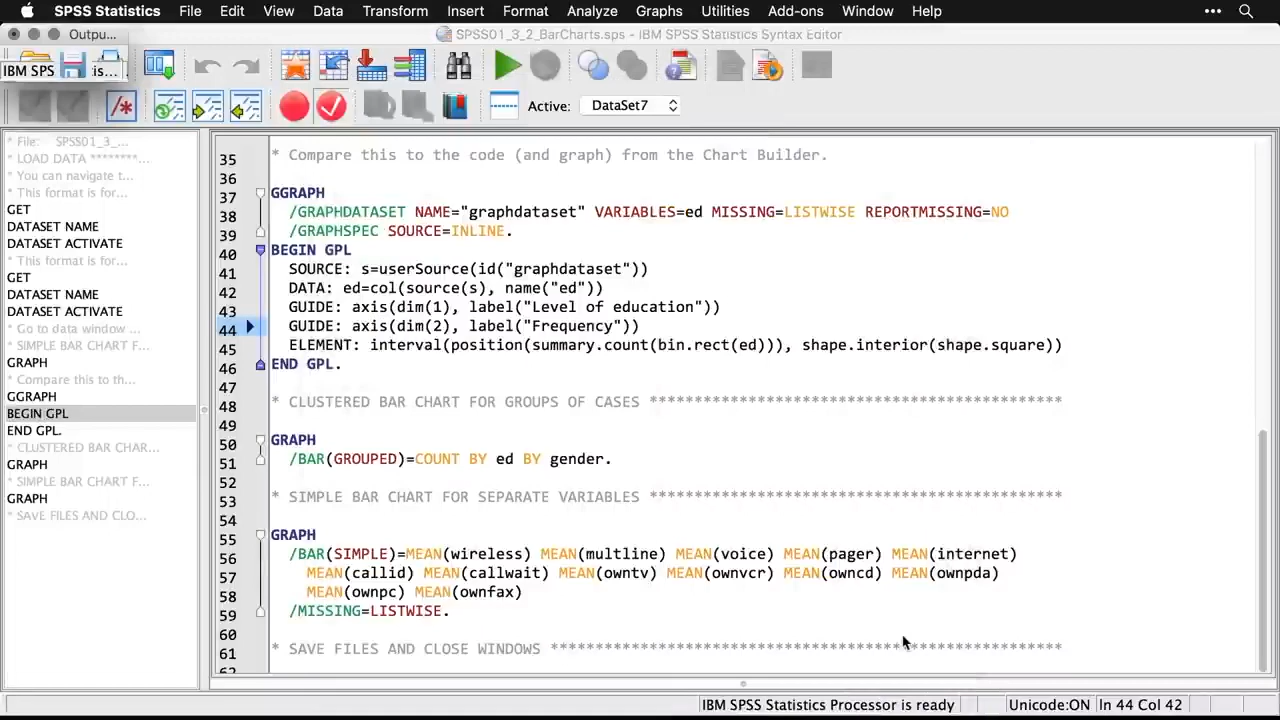 SPSS Statistics File Edit View Data Transform Insert Format Analyze Graphs Utilities Add-ons Window Help
Outpu...
SPSS01_3_2_BarCharts.sps - IBM SPSS Statistics Syntax Editor
IBM SPS
is...
Active: DataSet7
* File: SPSS01_3_...
* LOAD DATA ********...
* You can navigate t...
* This format is for...
GET
DATASET NAME
DATASET ACTIVATE
* This format is for...
GET
DATASET NAME
DATASET ACTIVATE
* Go to data window ...
* SIMPLE BAR CHART F...
GRAPH
* Compare this to th...
GGRAPH
BEGIN GPL
END GPL.
* CLUSTERED BAR CHAR...
GRAPH
* SIMPLE BAR CHART F...
GRAPH
* SAVE FILES AND CLO...
35 * Compare this to the code (and graph) from the Chart Builder.
36
37 GGRAPH
38 /GRAPHDATASET NAME="graphdataset" VARIABLES=ed MISSING=LISTWISE REPORTMISSING=NO
39 /GRAPHSPEC SOURCE=INLINE.
40 BEGIN GPL
41 SOURCE: s=userSource(id("graphdataset"))
42 DATA: ed=col(source(s), name("ed"))
43 GUIDE: axis(dim(1), label("Level of education"))
44 GUIDE: axis(dim(2), label("Frequency"))
45 ELEMENT: interval(position(summary.count(bin.rect(ed))), shape.interior(shape.square))
46 END GPL.
47
48 * CLUSTERED BAR CHART FOR GROUPS OF CASES **********************************************
49
50 GRAPH
51 /BAR(GROUPED)=COUNT BY ed BY gender.
52
53 * SIMPLE BAR CHART FOR SEPARATE VARIABLES **********************************************
54
55 GRAPH
56 /BAR(SIMPLE)=MEAN(wireless) MEAN(multline) MEAN(voice) MEAN(pager) MEAN(internet)
57 MEAN(callid) MEAN(callwait) MEAN(owntv) MEAN(ownvcr) MEAN(owncd) MEAN(ownpda)
58 MEAN(ownpc) MEAN(ownfax)
59 /MISSING=LISTWISE.
60
61 * SAVE FILES AND CLOSE WINDOWS *********************************************************
62
IBM SPSS Statistics Processor is ready Unicode:ON In 44 Col 42